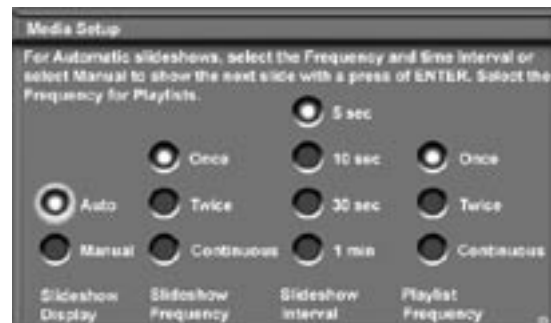 Media Setup
For Automatic slideshows, select the Frequency and time interval or
select Manual to show the next slide with a press of ENTER. Select the
Frequency for Playlists.
5 sec
Once 10 sec Once
Auto Twice 30 sec Twice
Manual Continuous 1 min Continuous
Slideshow Slideshow Slideshow Playlist
Display Frequency Interval Frequency